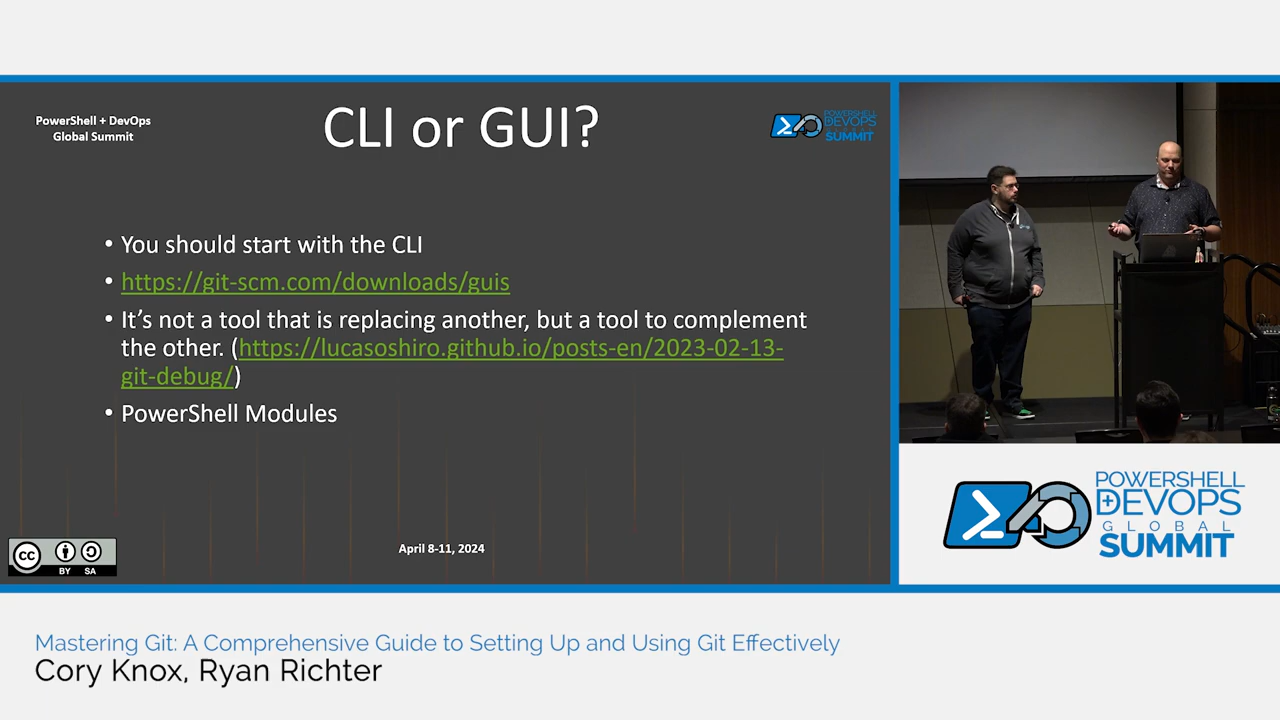 PowerShell + DevOps
Global Summit
CLI or GUI?
POWERSHELL
DEVOPS
GLOBAL
SUMMIT
• You should start with the CLI
• https://git-scm.com/downloads/guis
• It’s not a tool that is replacing another, but a tool to complement
the other. (https://lucasoshiro.github.io/posts-en/2023-02-13-
git-debug/)
• PowerShell Modules
April 8-11, 2024
cc
BY SA
POWERSHELL
DEVOPS
GLOBAL
SUMMIT
Mastering Git: A Comprehensive Guide to Setting Up and Using Git Effectively
Cory Knox, Ryan Richter